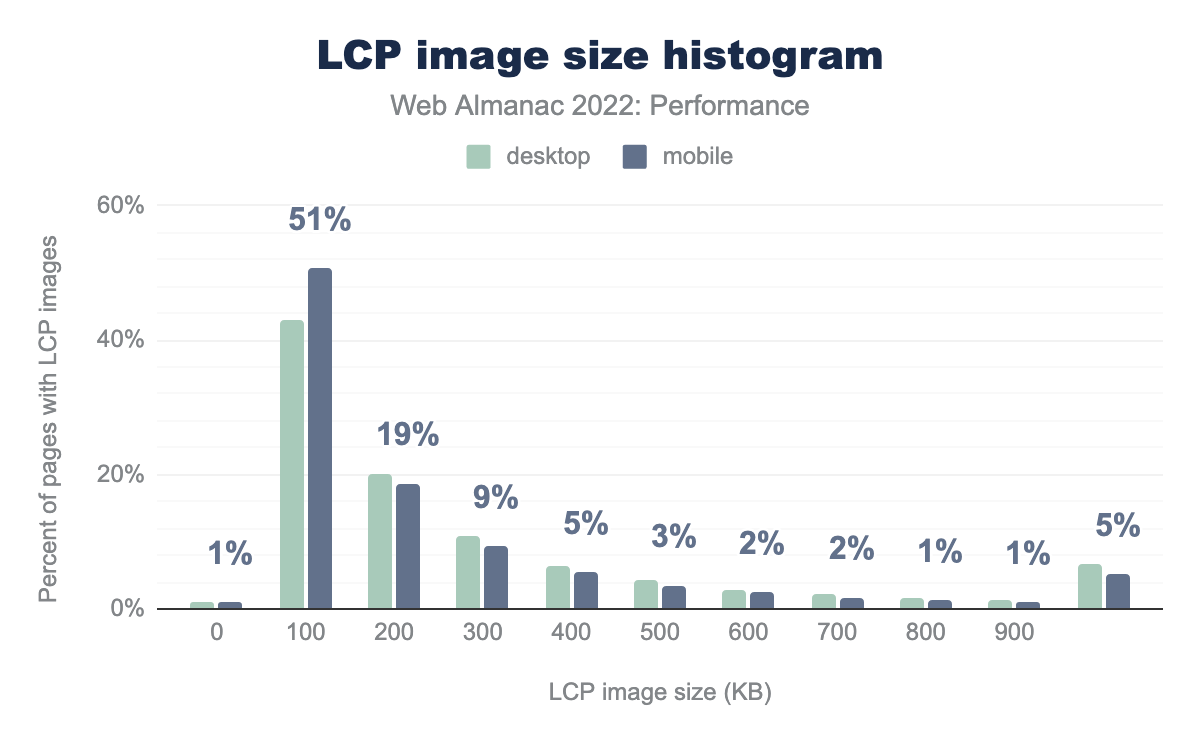 LCP image size histogram
Web Almanac 2022: Performance
desktop mobile
Percent of pages with LCP images
60%
40%
20%
0%
1%
51%
19%
9%
5%
3%
2%
2%
1%
1%
5%
0 100 200 300 400 500 600 700 800 900
LCP image size (KB)